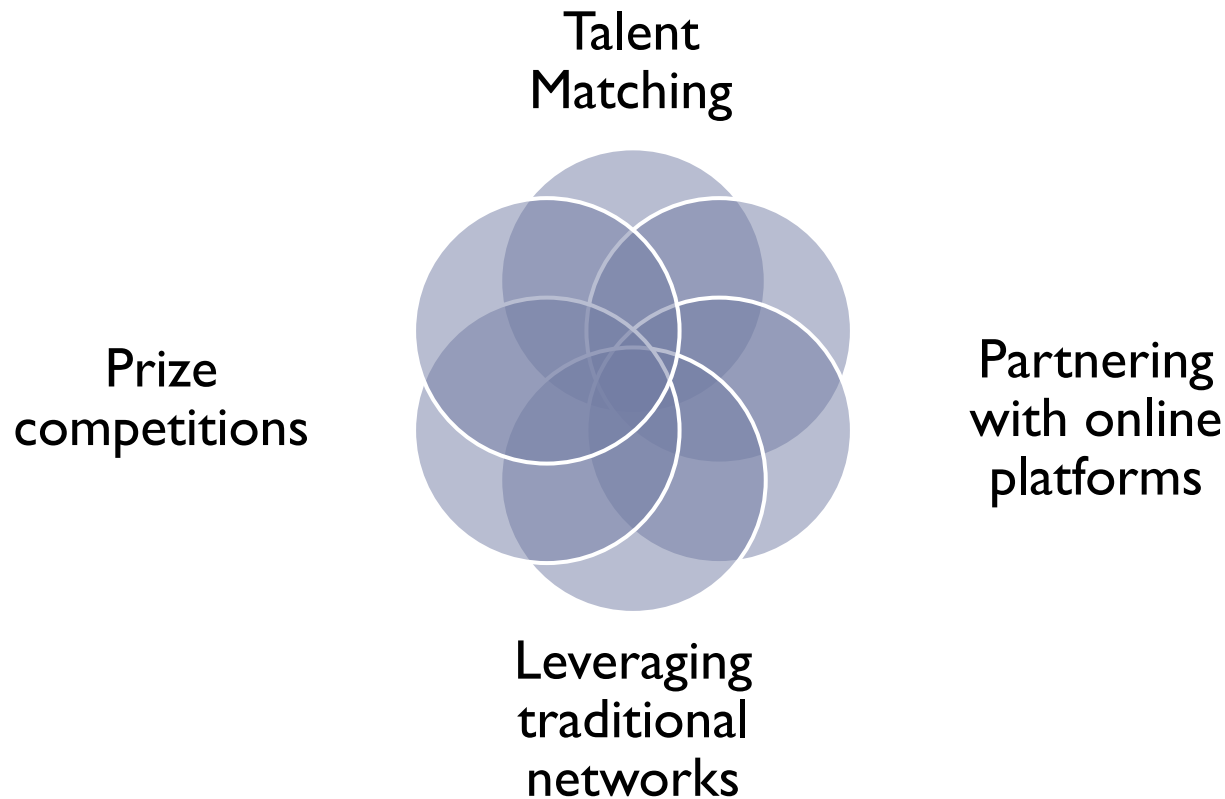 Talent
Matching
Prize
competitions
Partnering
with online
platforms
Leveraging
traditional
networks